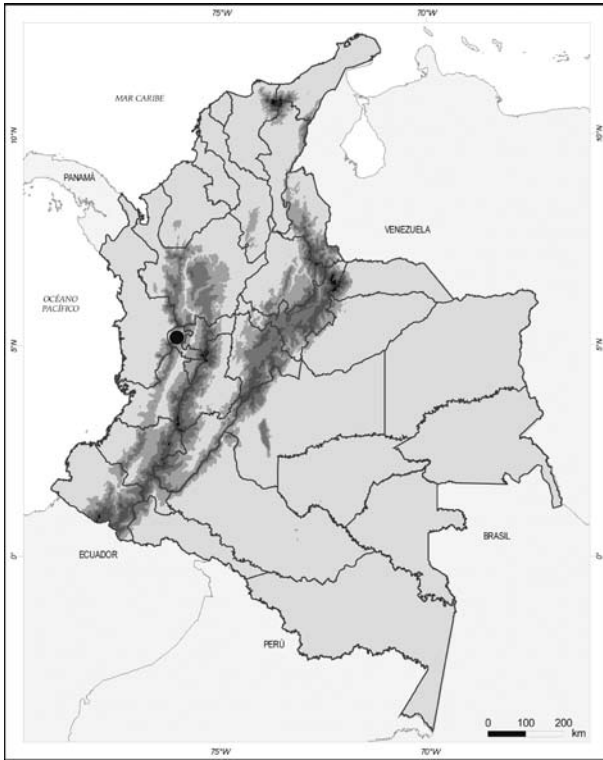 75°W
70°W
MAR CARIBE
10°N
10°N
PANAMÁ
VENEZUELA
OCÉANO
PACÍFICO
5°N
5°N
ECUADOR
BRASIL
0°
0°
PERÚ
0 100 200
km
75°W
70°W